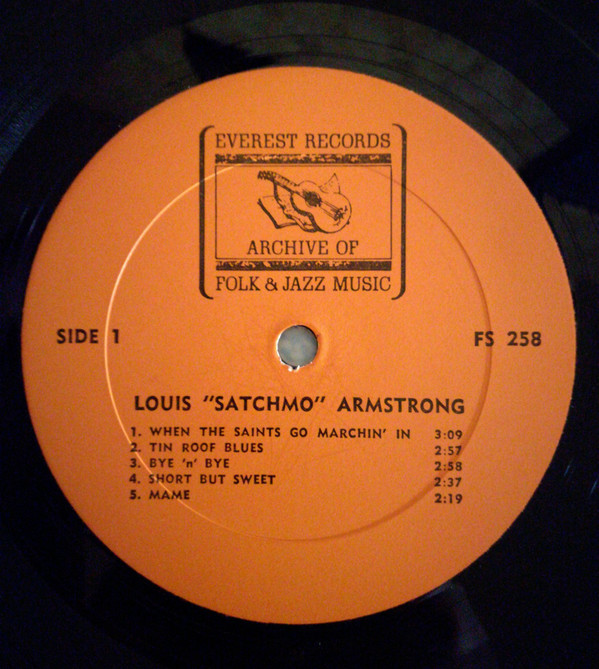 EVEREST RECORDS
ARCHIVE OF
FOLK & JAZZ MUSIC
SIDE 1
FS 258
LOUIS "SATCHMO" ARMSTRONG
1. WHEN THE SAINTS GO MARCHIN' IN 3:09
2. TIN ROOF BLUES 2:57
3. BYE 'n' BYE 2:58
4. SHORT BUT SWEET 2:37
5. MAME 2:19